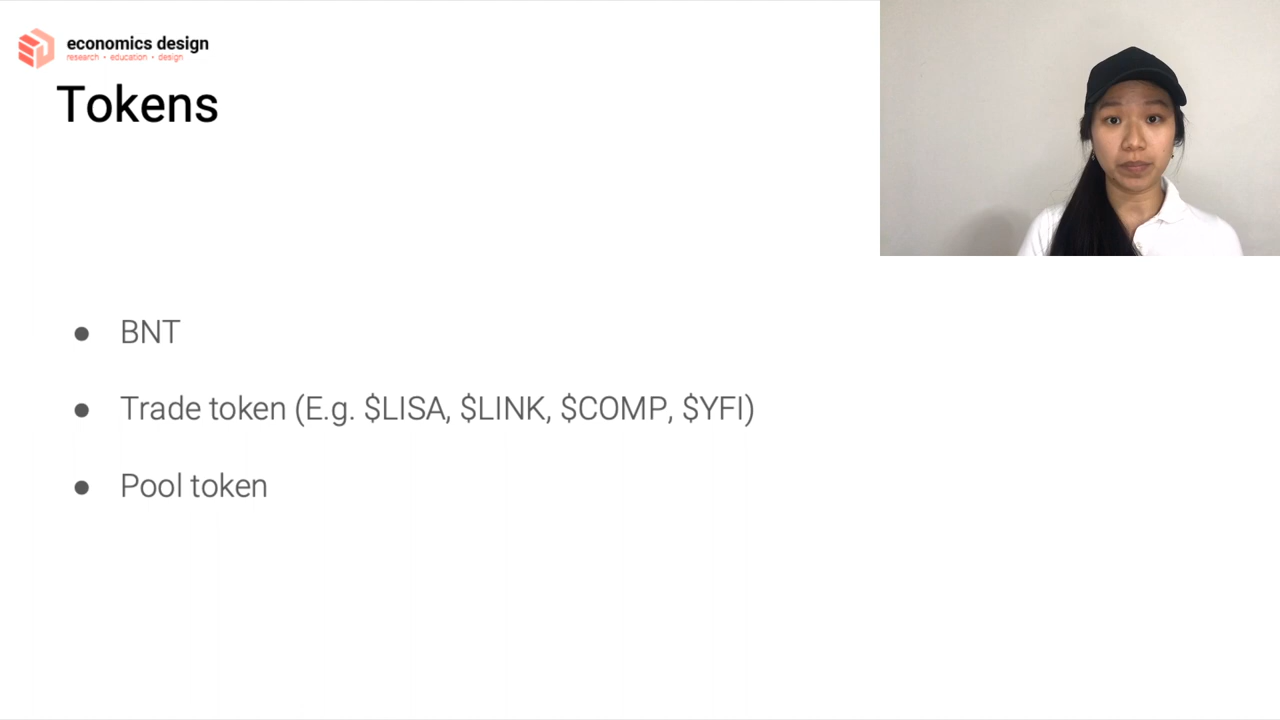 economics design
research • education • design
Tokens
● BNT
● Trade token (E.g. $LISA, $LINK, $COMP, $YFI)
● Pool token